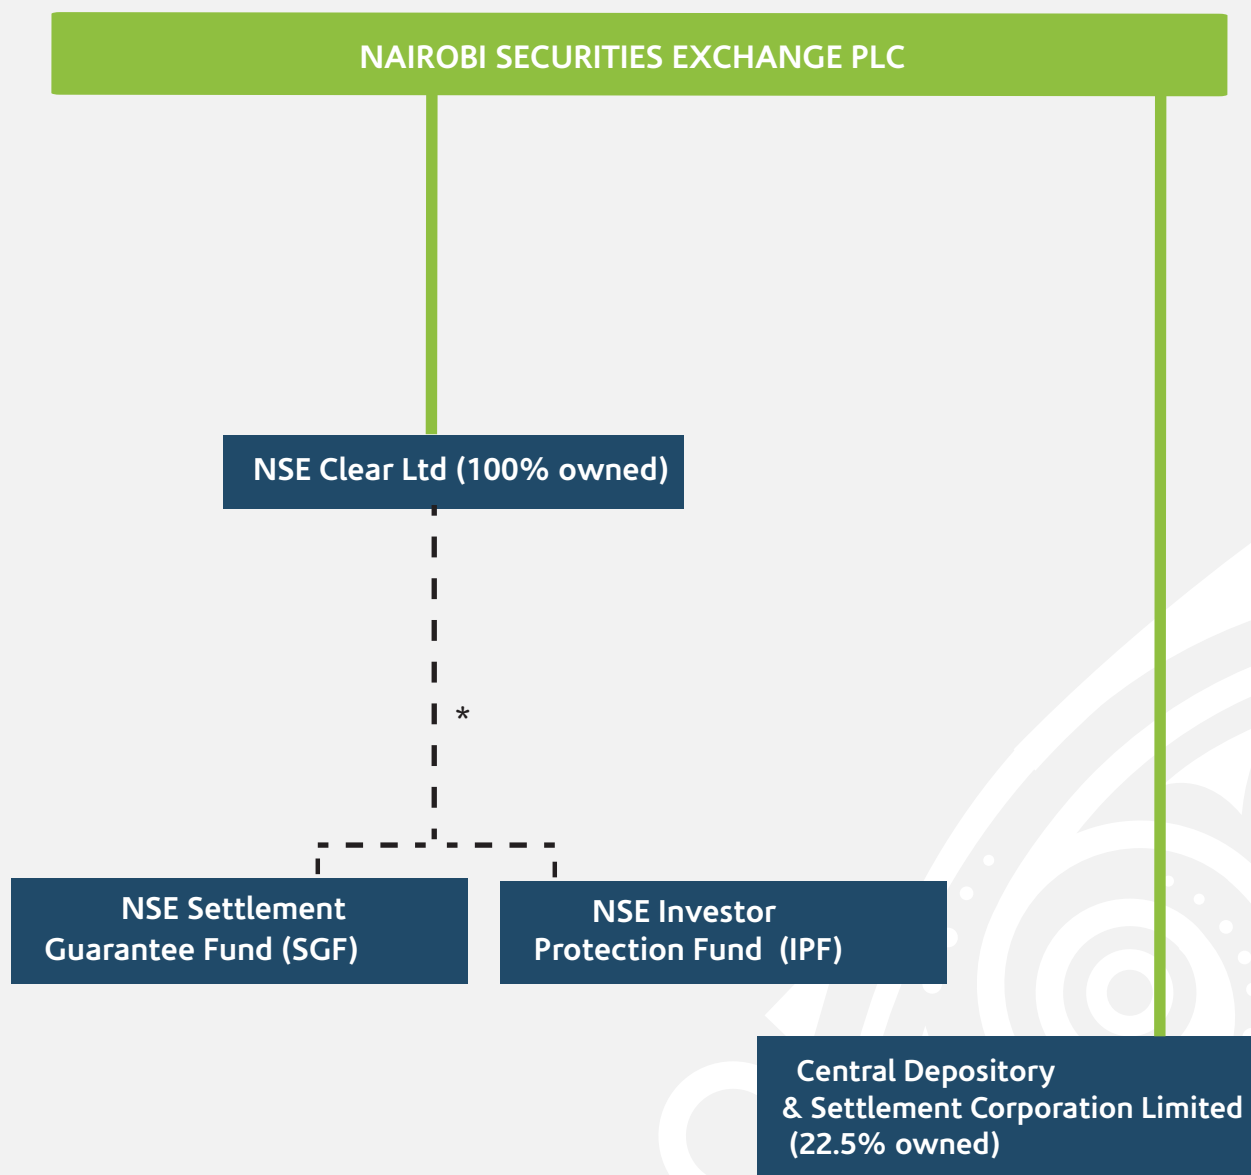 NAIROBI SECURITIES EXCHANGE PLC
NSE Clear Ltd (100% owned)
*
NSE Settlement
Guarantee Fund (SGF)
NSE Investor
Protection Fund (IPF)
Central Depository
& Settlement Corporation Limited
(22.5% owned)